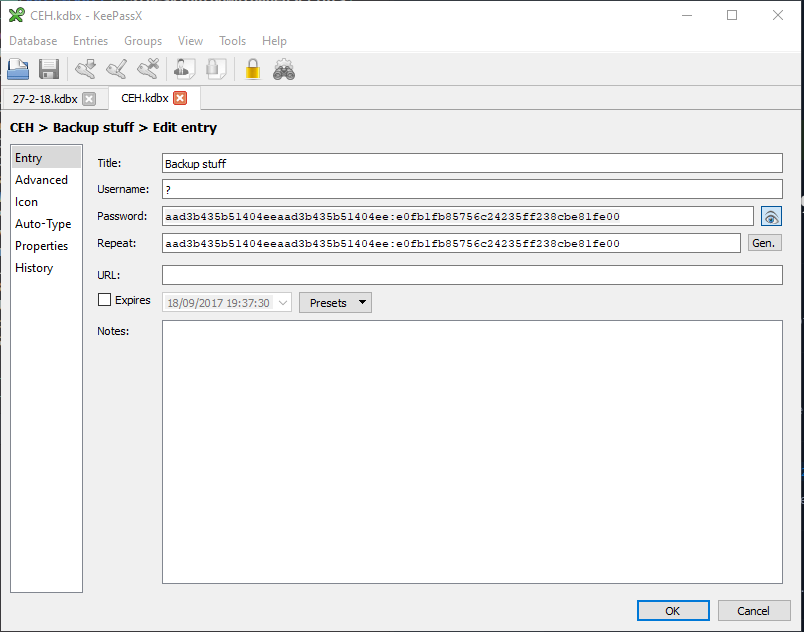 CEH.kdbx - KeePassX
Database Entries Groups View Tools Help
27-2-18.kdbx CEH.kdbx
CEH > Backup stuff > Edit entry
Entry
Advanced
Icon
Auto-Type
Properties
History
Title: Backup stuff
Username: ?
Password: aad3b435b51404eeaad3b435b51404ee:e0fb1fb85756c24235ff238cbe81fe00
Repeat: aad3b435b51404eeaad3b435b51404ee:e0fb1fb85756c24235ff238cbe81fe00 Gen.
URL:
Expires 18/09/2017 19:37:30 Presets
Notes:
OK Cancel